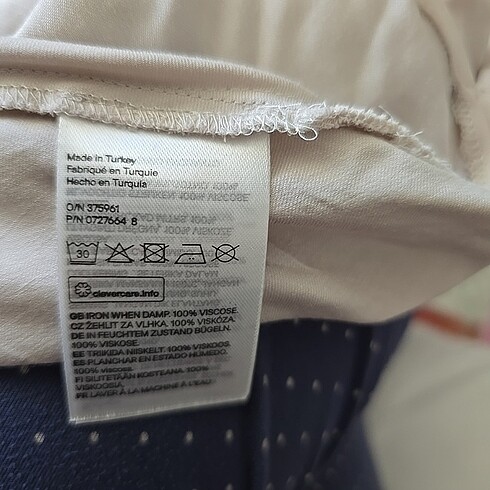 Made in Turkey
Fabriqué en Turquie
Hecho en Turquía
O/N 375961
P/N 0727664 8
30
clevercare.info
GB IRON WHEN DAMP. 100% VISCOSE.
CZ ŽEHLIT ZA VLHKA. 100% VISKÓZA.
DE IN FEUCHTEM ZUSTAND BÜGELN.
100% VISKOSE.
EE TRIIKIDA NIISKELT. 100% VISKOOS.
ES PLANCHAR EN ESTADO HÚMEDO.
100% viscosa.
FI SILITETÄÄN KOSTEANA. 100%
VISKOOSIA
FR LAVER À LA MACHINE À L'EAU